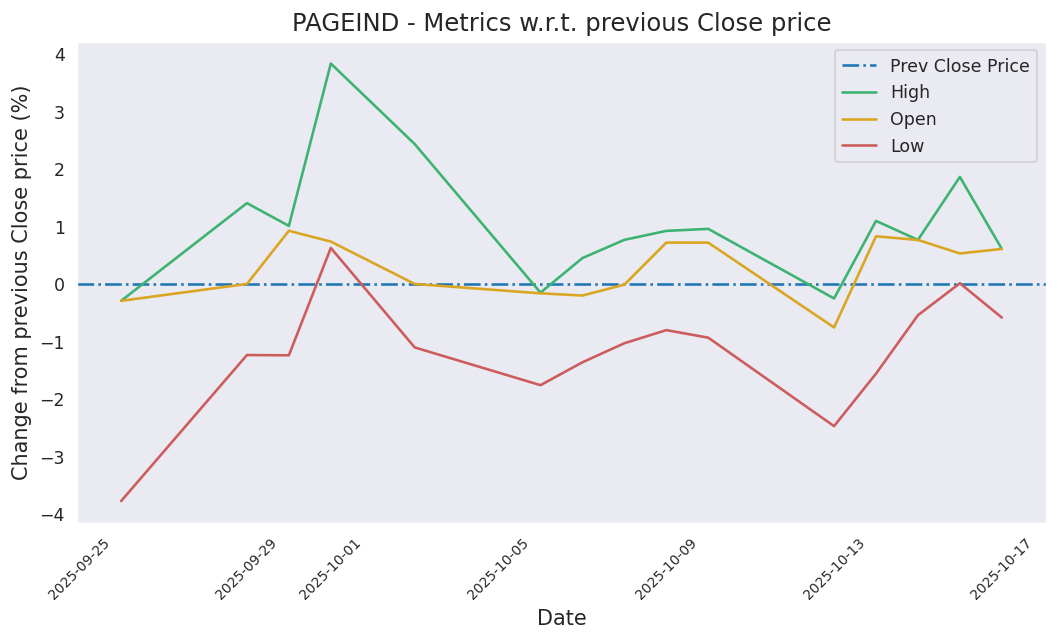 PAGEIND - Metrics w.r.t. previous Close price
Change from previous Close price (%)
4
3
2
1
0
−1
−2
−3
−4
Prev Close Price
High
Open
Low
2025-09-25
2025-09-29
2025-10-01
2025-10-05
2025-10-09
2025-10-13
2025-10-17
Date